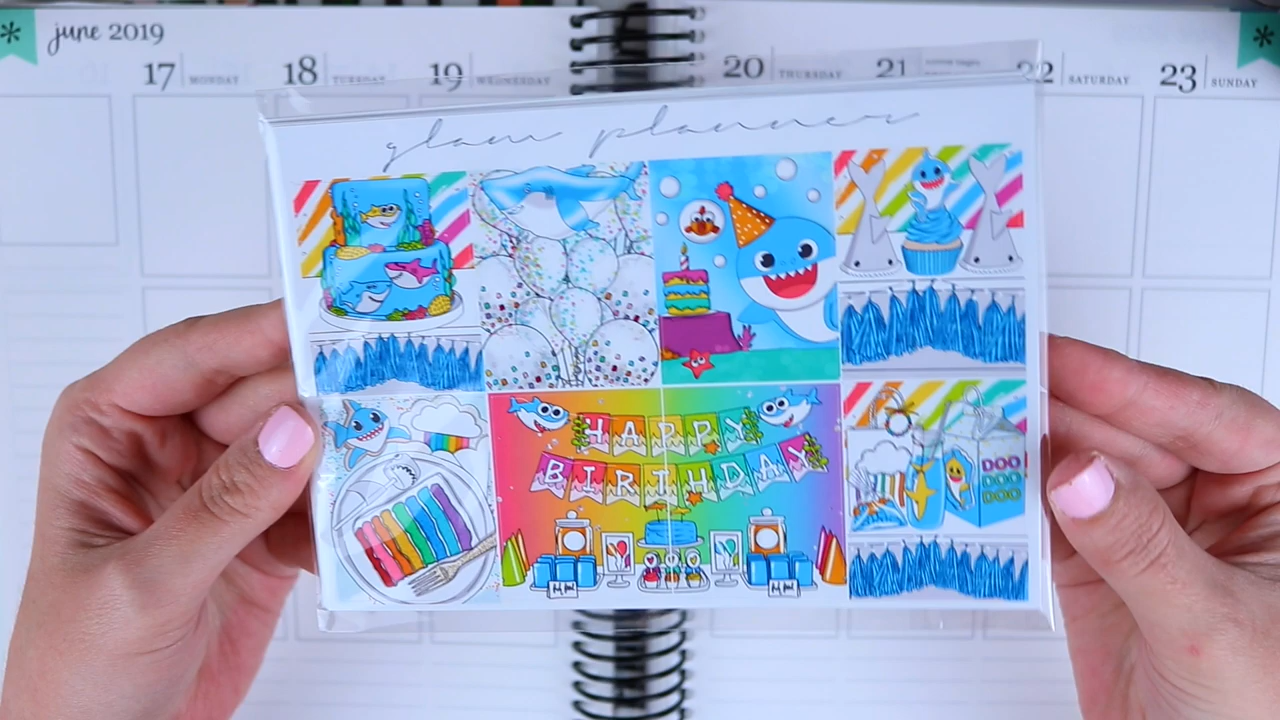 * june 2019 *
17 MONDAY 18 TUESDAY 19 WEDNESDAY 20 THURSDAY 21 22 SATURDAY 23 SUNDAY
glam planner
HAPPY
BIRTHDAY
DOO
DOO
DOO